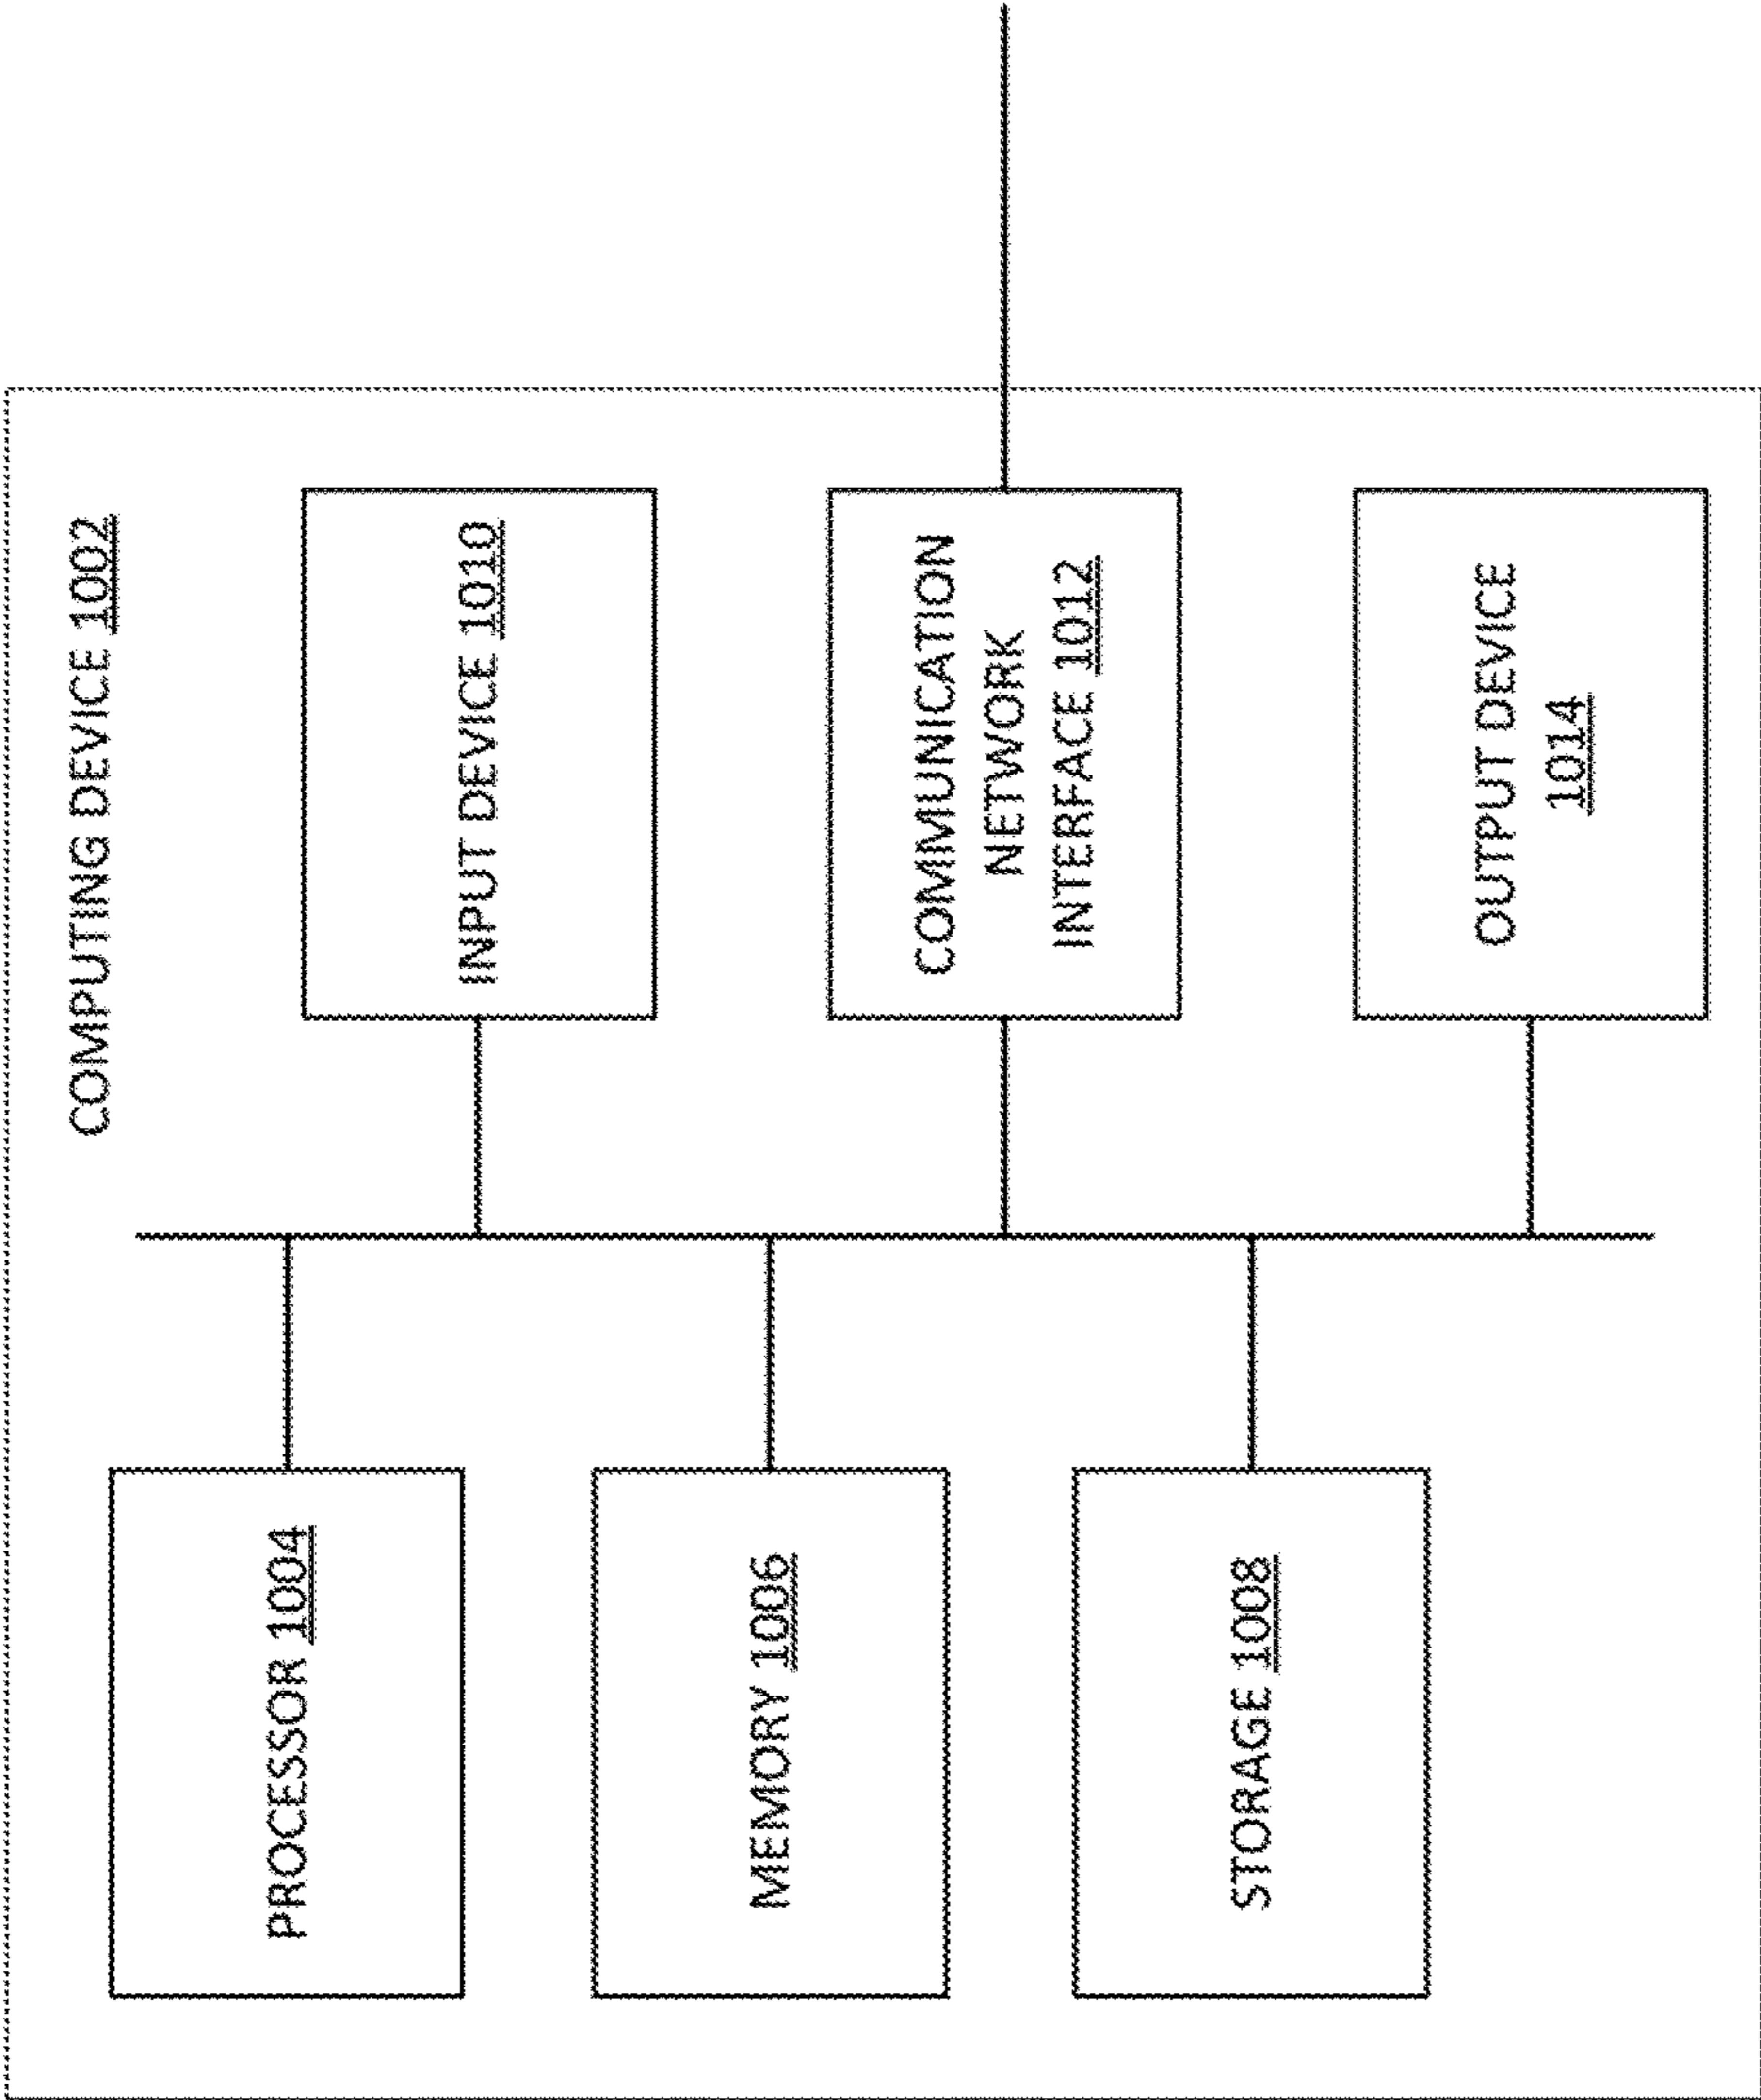 COMPUTING DEVICE 1002
PROCESSOR 1004
INPUT DEVICE 1010
MEMORY 1006
COMMUNICATION
NETWORK
INTERFACE 1012
STORAGE 1008
OUTPUT DEVICE
1014